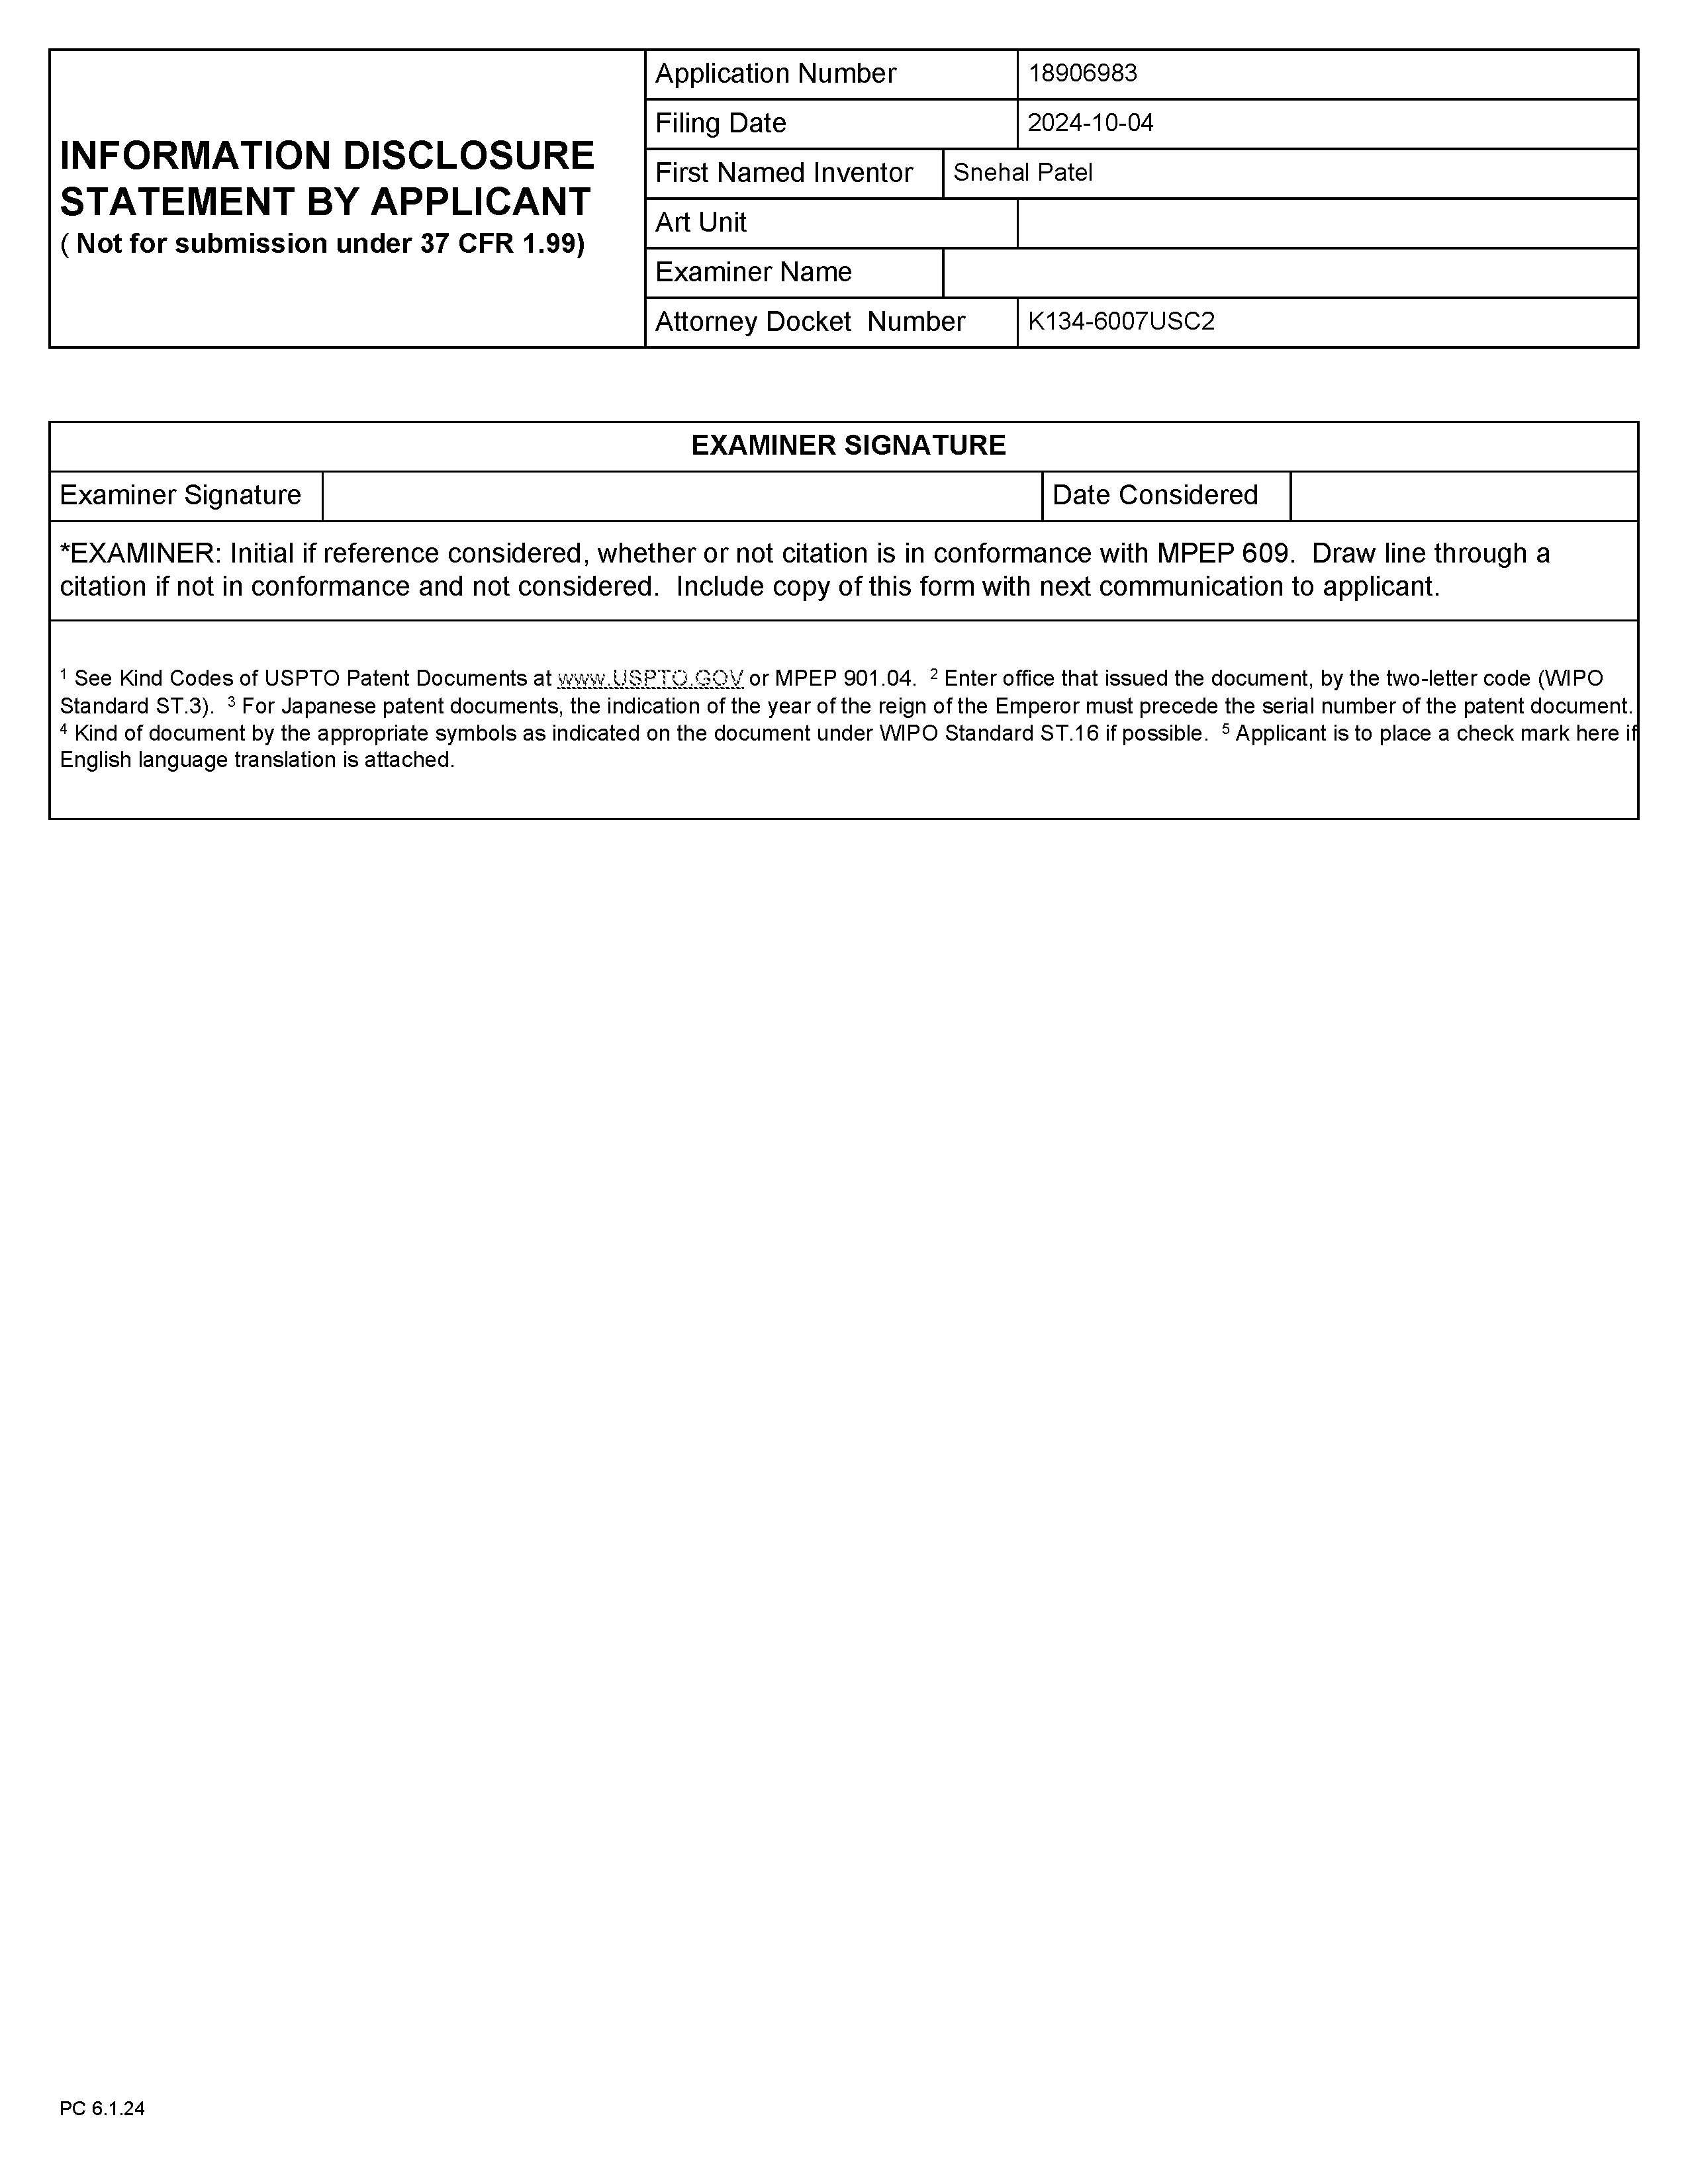 INFORMATION DISCLOSURE
STATEMENT BY APPLICANT
( Not for submission under 37 CFR 1.99)
Application Number 18906983
Filing Date 2024-10-04
First Named Inventor Snehal Patel
Art Unit
Examiner Name
Attorney Docket Number K134-6007USC2
EXAMINER SIGNATURE
Examiner Signature Date Considered
*EXAMINER: Initial if reference considered, whether or not citation is in conformance with MPEP 609. Draw line through a
citation if not in conformance and not considered. Include copy of this form with next communication to applicant.
1 See Kind Codes of USPTO Patent Documents at www.USPTO.GOV or MPEP 901.04. 2 Enter office that issued the document, by the two-letter code (WIPO
Standard ST.3). 3 For Japanese patent documents, the indication of the year of the reign of the Emperor must precede the serial number of the patent document.
4 Kind of document by the appropriate symbols as indicated on the document under WIPO Standard ST.16 if possible. 5 Applicant is to place a check mark here if
English language translation is attached.
PC 6.1.24